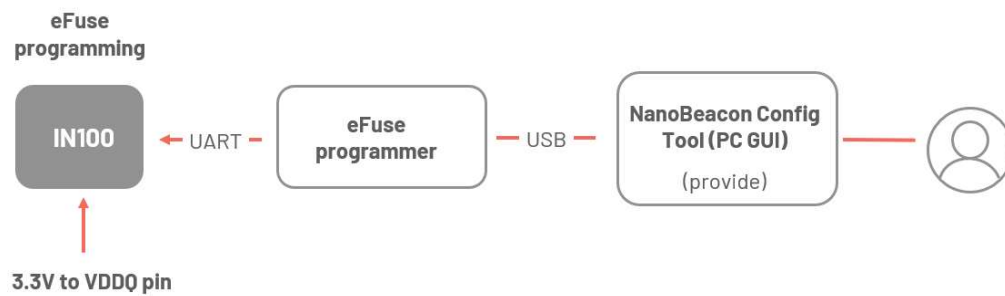 eFuse
programming
IN100
UART
eFuse
programmer
USB
NanoBeacon Config
Tool (PC GUI)
(provide)
3.3V to VDDQ pin